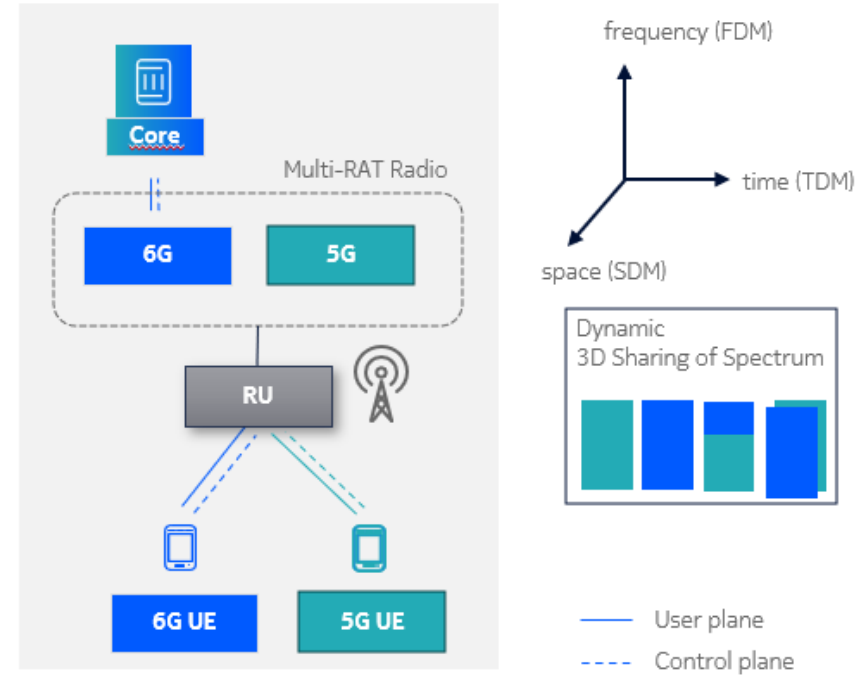 Core
Multi-RAT Radio
6G
5G
RU
6G UE
5G UE
frequency (FDM)
time (TDM)
space (SDM)
Dynamic
3D Sharing of Spectrum
User plane
Control plane